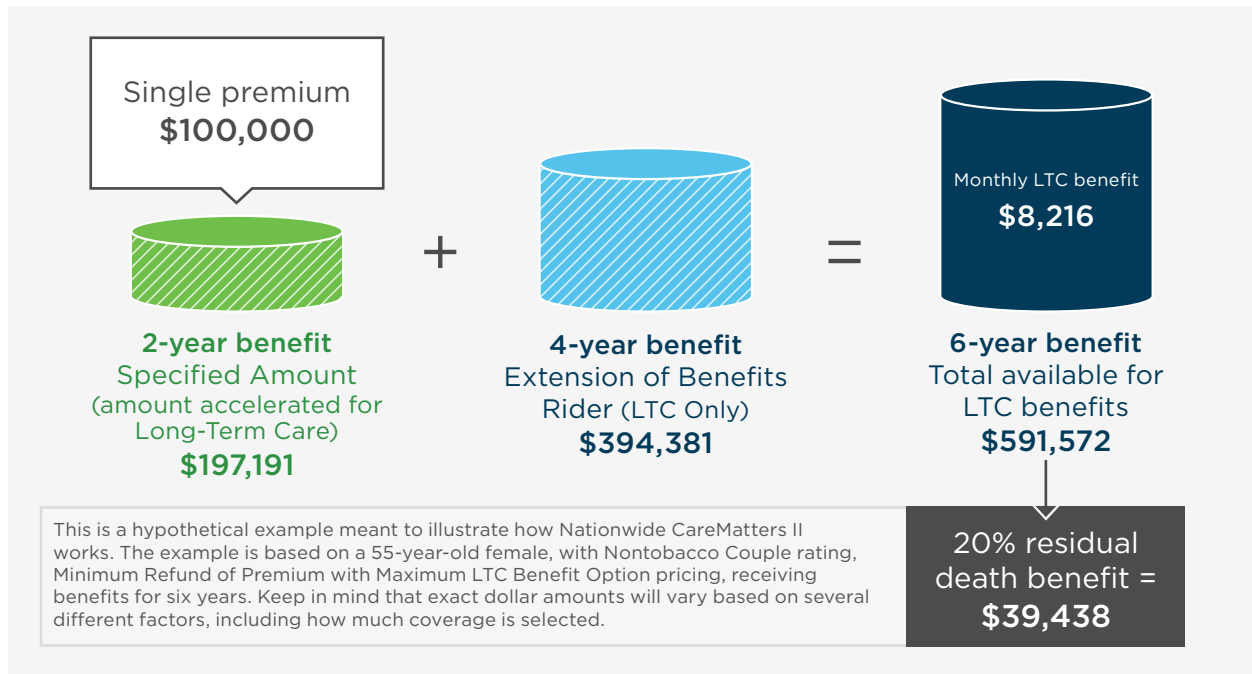 Single premium
$100,000
+
=
Monthly LTC benefit
$8,216
2-year benefit
Specified Amount
(amount accelerated for
Long-Term Care)
$197,191
4-year benefit
Extension of Benefits
Rider (LTC Only)
$394,381
6-year benefit
Total available for
LTC benefits
$591,572
This is a hypothetical example meant to illustrate how Nationwide CareMatters II
works. The example is based on a 55-year-old female, with Nontobacco Couple rating,
Minimum Refund of Premium with Maximum LTC Benefit Option pricing, receiving
benefits for six years. Keep in mind that exact dollar amounts will vary based on several
different factors, including how much coverage is selected.
20% residual
death benefit =
$39,438